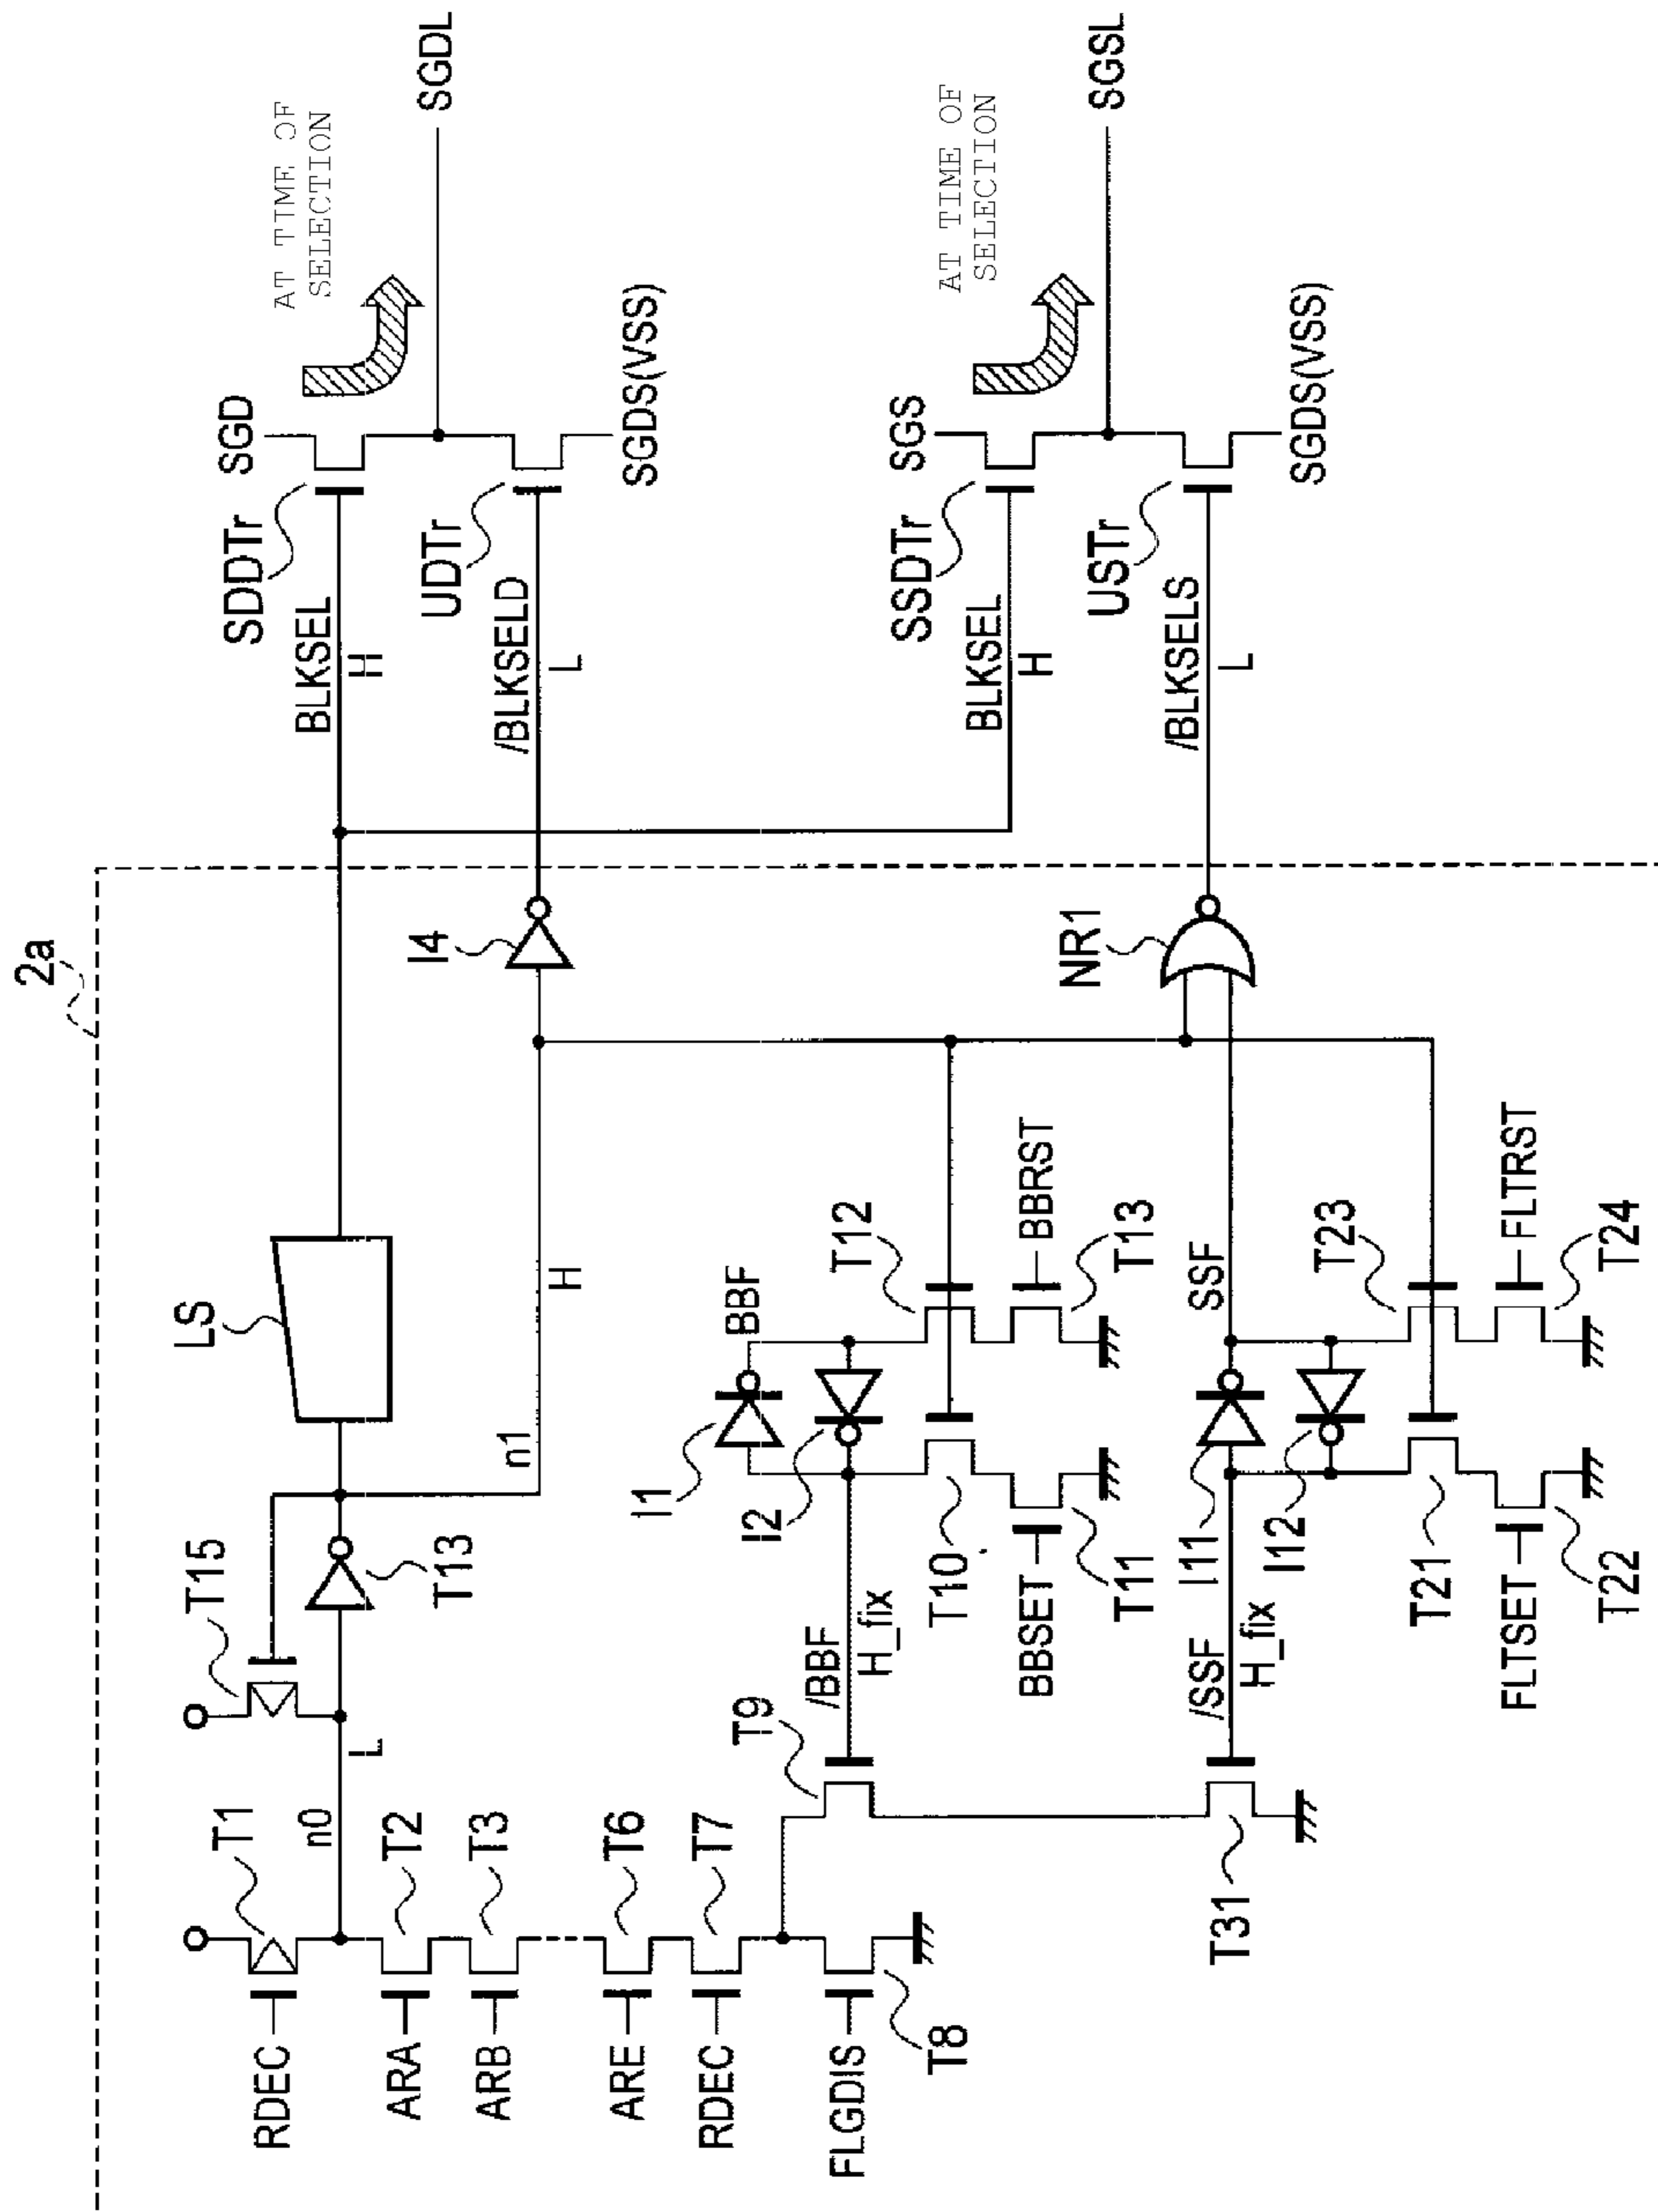 2a
RDEC
T1
n0
L
T15
T13
LS
BLKSEL
H
SDDTr
SGD
AT TIME OF
SELECTION
SGDL
ARA
T2
ARB
T3
n1
H
I4
/BLKSELD
L
UDTr
SGDS(VSS)
ARE
T6
RDEC
T7
FLGDIS
T8
T9
/BBF
H_fix
I1
I2
BBF
T10
T12
BBSET
T11
BBRST
T13
BLKSEL
H
SSDTr
SGS
AT TIME OF
SELECTION
SGSL
T31
/SSF
H_fix
I11
I12
SSF
NR1
/BLKSELS
L
USTr
SGDS(VSS)
T21
T23
FLTSET
T22
FLTRST
T24